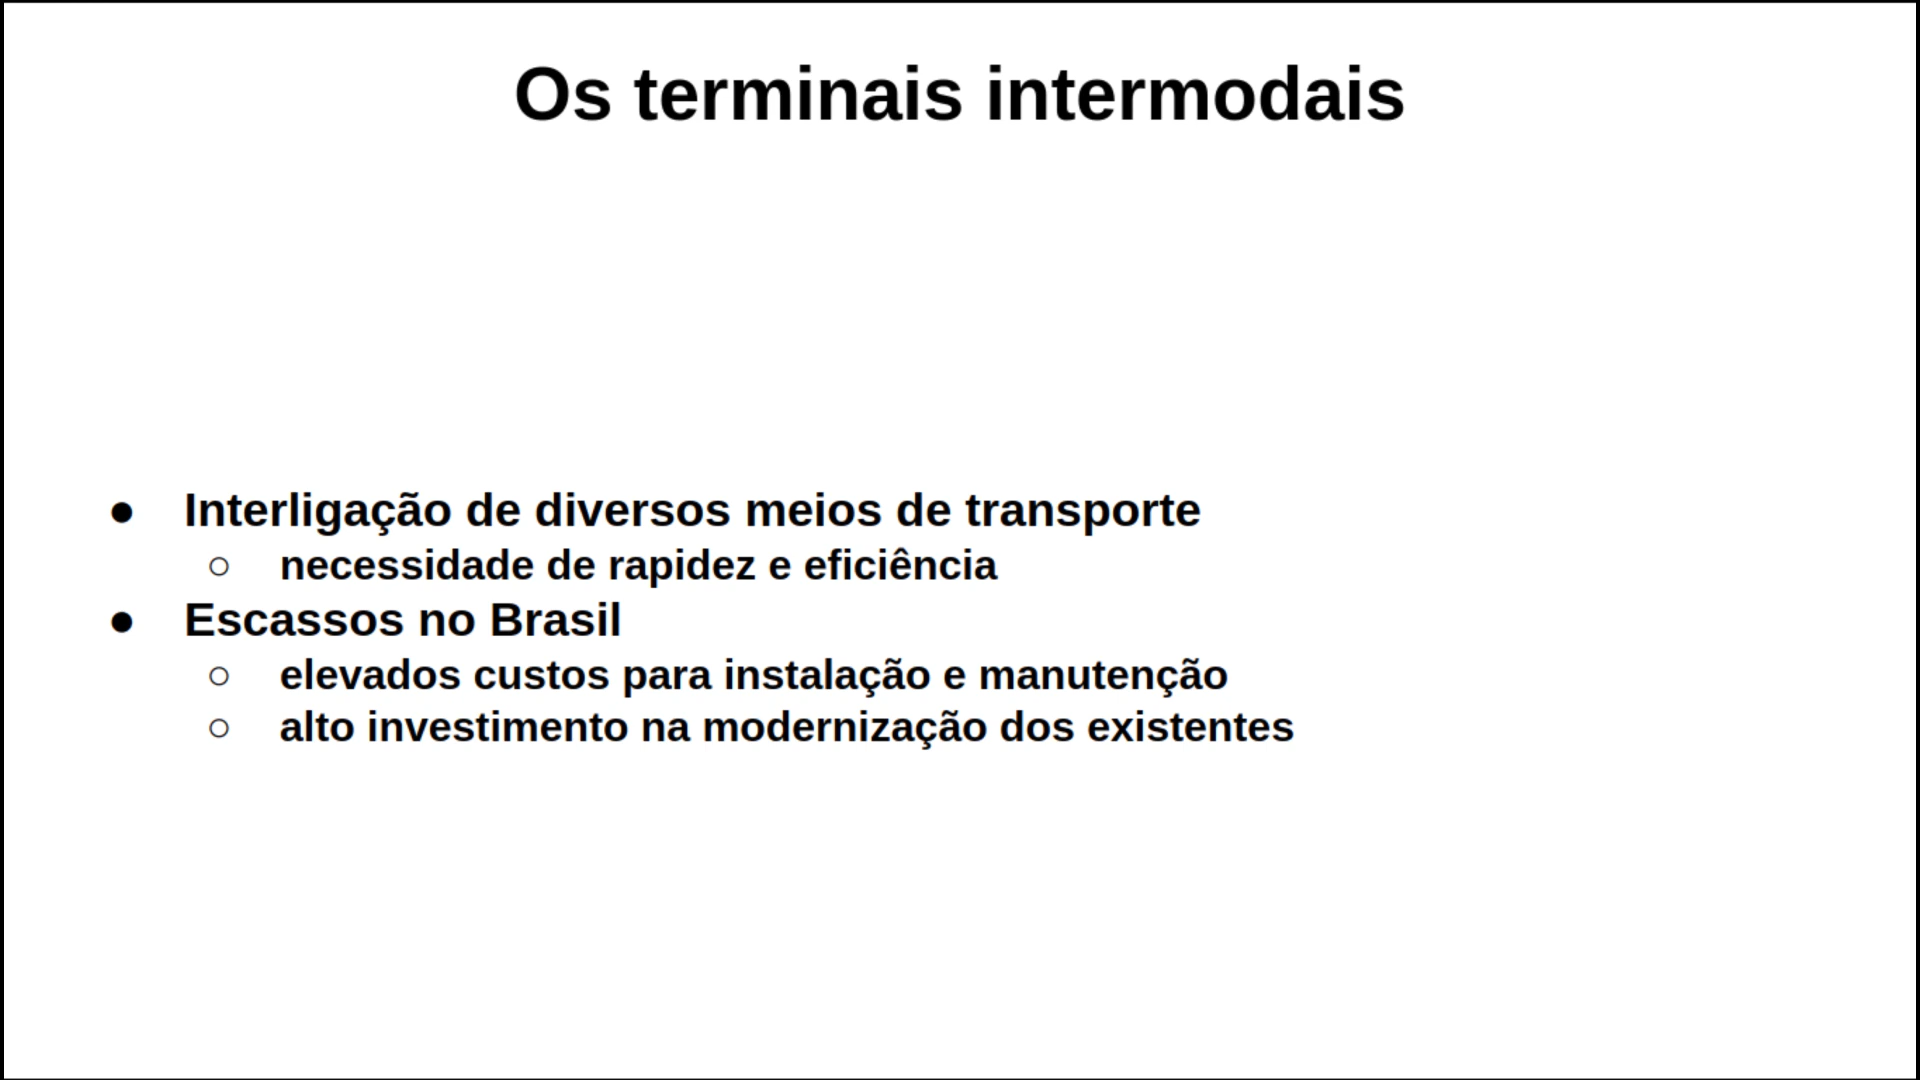 Os terminais intermodais
● Interligação de diversos meios de transporte
○ necessidade de rapidez e eficiência
● Escassos no Brasil
○ elevados custos para instalação e manutenção
○ alto investimento na modernização dos existentes